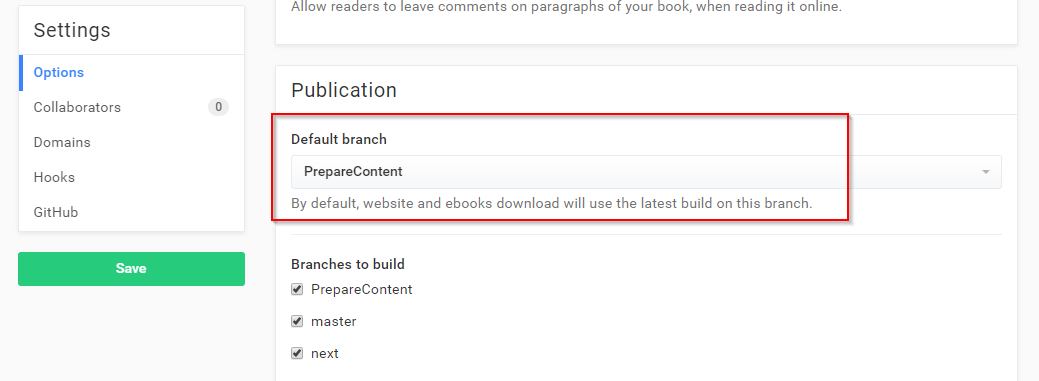 Settings
Options
Collaborators 0
Domains
Hooks
GitHub
Save
Allow readers to leave comments on paragraphs of your book, when reading it online.
Publication
Default branch
PrepareContent
By default, website and ebooks download will use the latest build on this branch.
Branches to build
PrepareContent
master
next